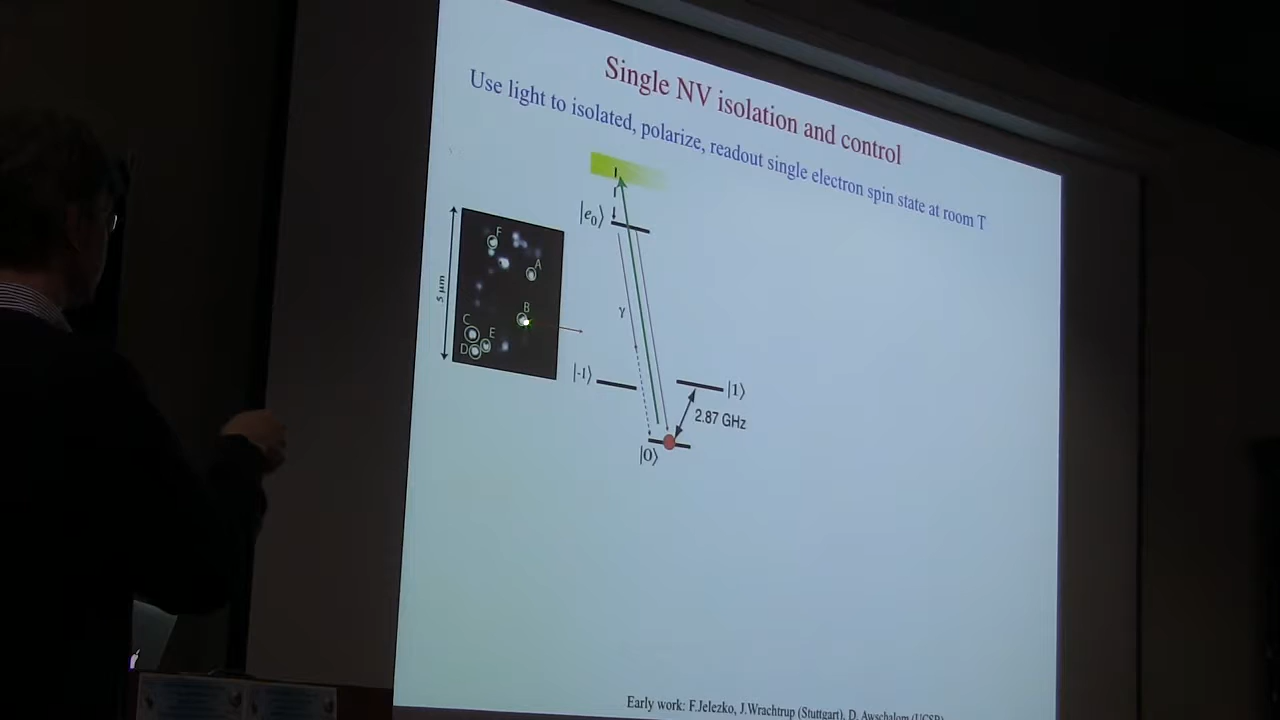 Single NV isolation and control
Use light to isolated, polarize, readout single electron spin state at room T
|e₀⟩
F
A
5 μm
B
γ
C
E
D
|-1⟩
|1⟩
2.87 GHz
|0⟩
Early work: F.Jelezko, J.Wrachtrup (Stuttgart), D. Awschalom (UCSB)